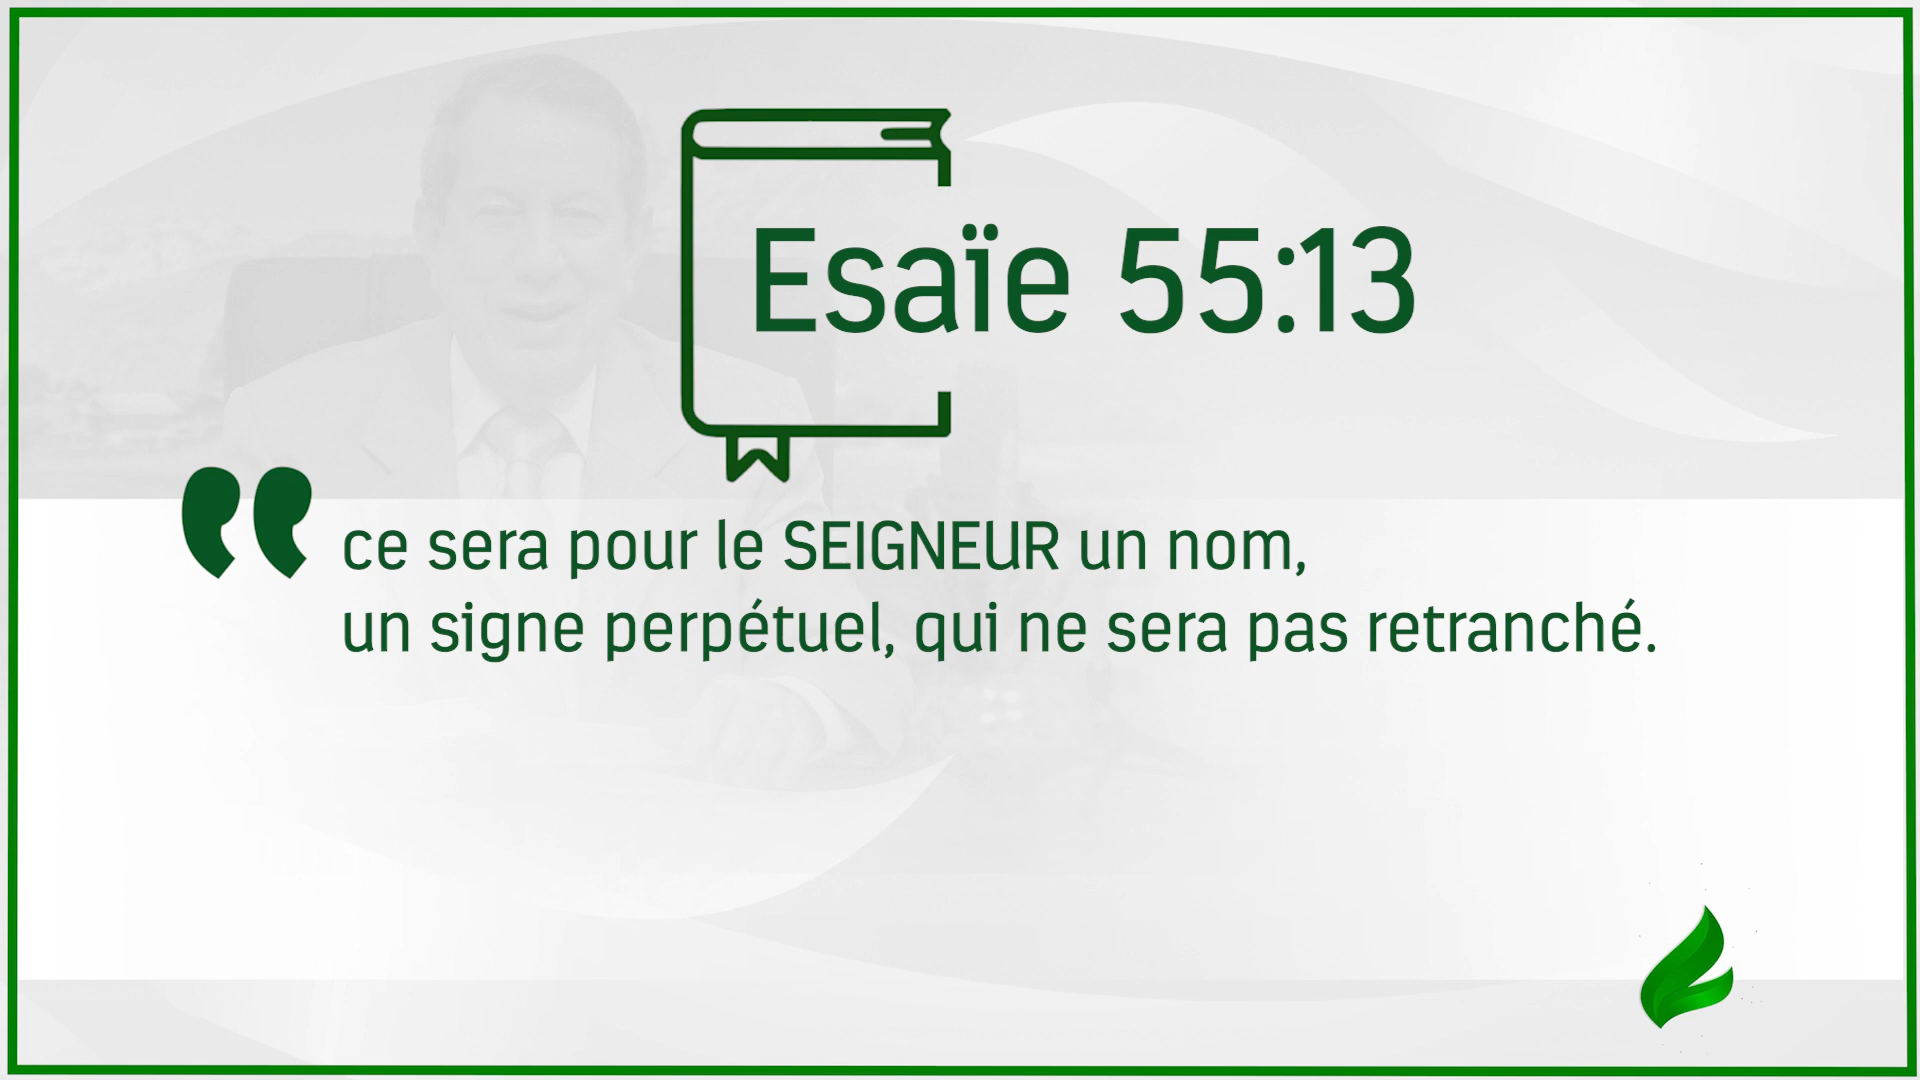 Esaïe 55:13
“ ce sera pour le SEIGNEUR un nom,
un signe perpétuel, qui ne sera pas retranché.